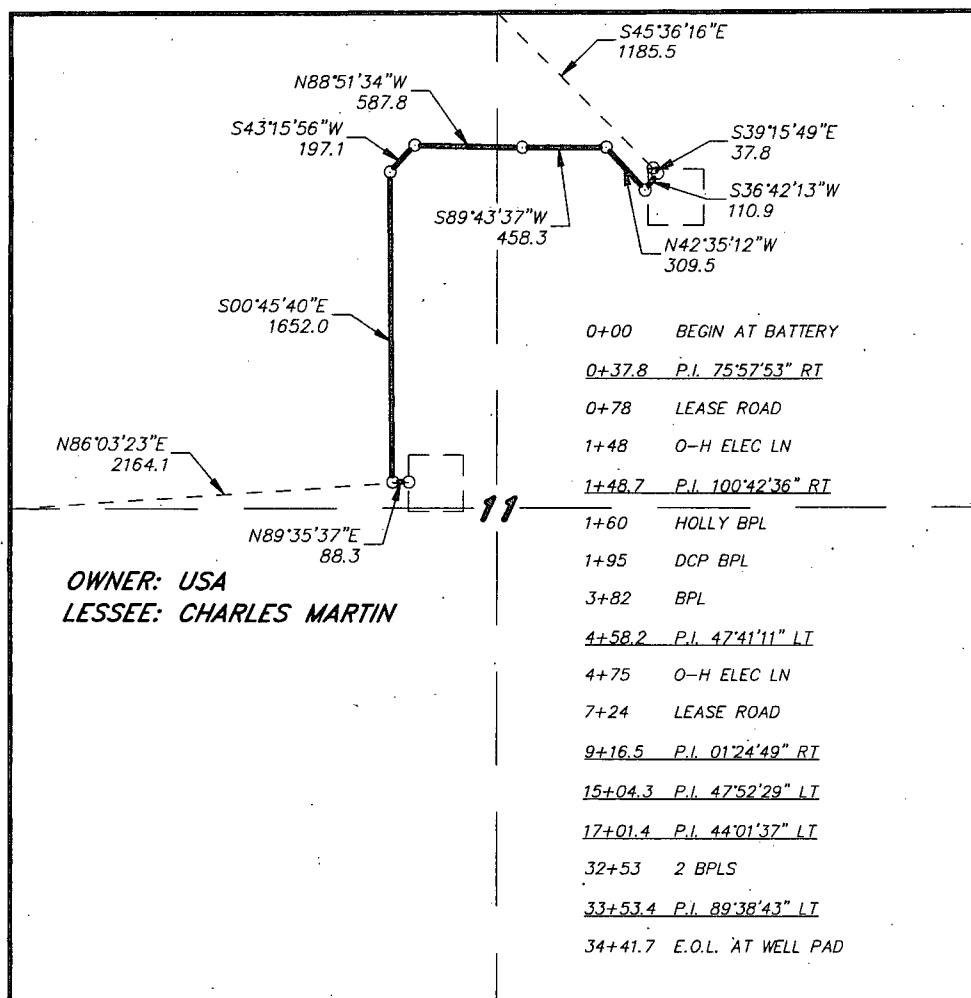 S45°36'16"E
1185.5
N88°51'34"W
587.8
S43°15'56"W
197.1
S39°15'49"E
37.8
S36°42'13"W
110.9
S89°43'37"W
458.3
N42°35'12"W
309.5
S00°45'40"E
1652.0
N86°03'23"E
2164.1
N89°35'37"E
88.3
11
OWNER: USA
LESSEE: CHARLES MARTIN
0+00 BEGIN AT BATTERY
0+37.8 P.I. 75°57'53" RT
0+78 LEASE ROAD
1+48 O-H ELEC LN
1+48.7 P.I. 100°42'36" RT
1+60 HOLLY BPL
1+95 DCP BPL
3+82 BPL
4+58.2 P.I. 47°41'11" LT
4+75 O-H ELEC LN
7+24 LEASE ROAD
9+16.5 P.I. 01°24'49" RT
15+04.3 P.I. 47°52'29" LT
17+01.4 P.I. 44°01'37" LT
32+53 2 BPLS
33+53.4 P.I. 89°38'43" LT
34+41.7 E.O.L. AT WELL PAD